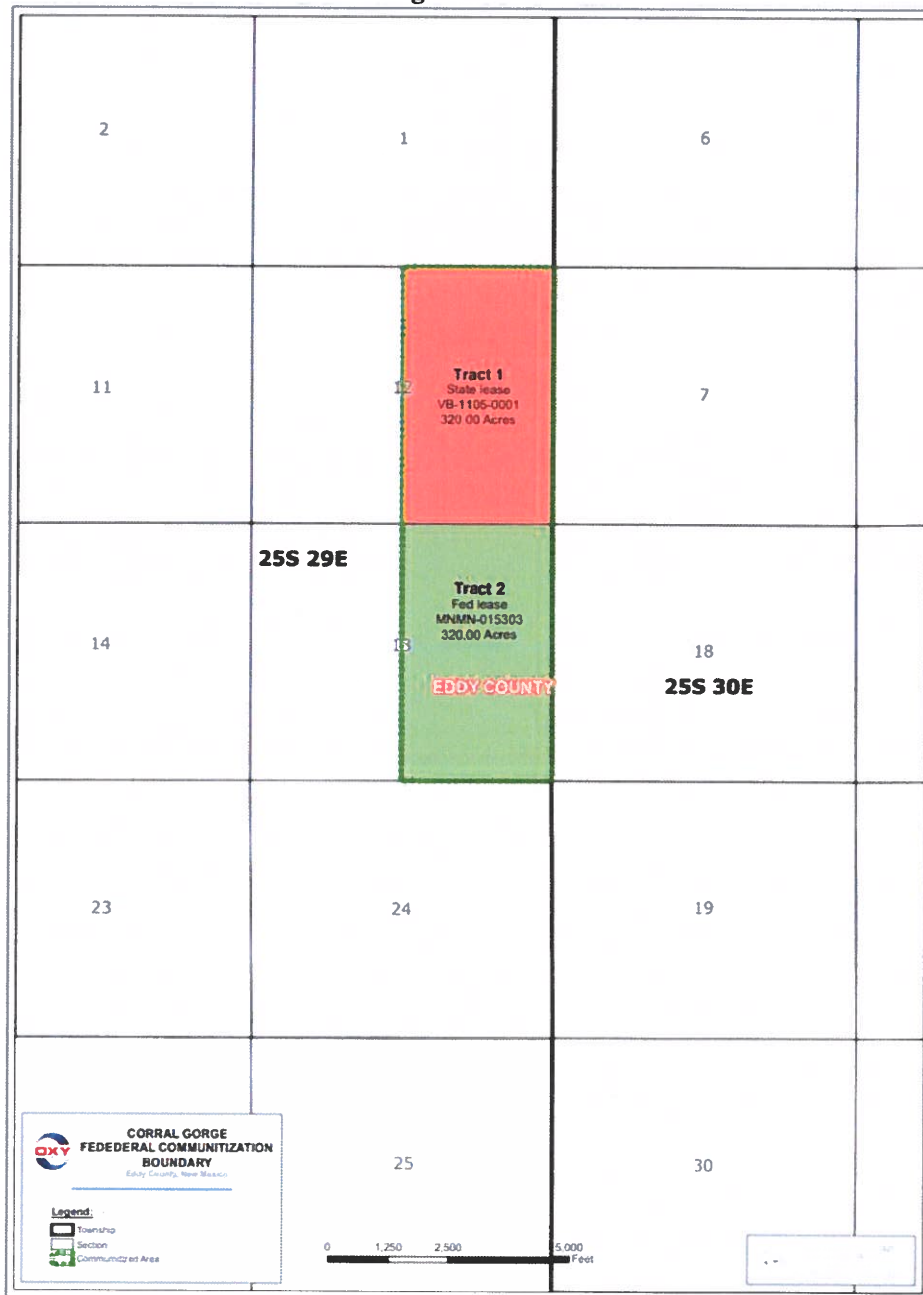 2
1
6
11
12
7
Tract 1
State lease
VB-1105-0001
320.00 Acres
25S 29E
Tract 2
Fed lease
MNMN-015303
320.00 Acres
14
13
18
EDDY COUNTY
25S 30E
23
24
19
25
30
OXY
CORRAL GORGE
FEDEDERAL COMMUNITIZATION
BOUNDARY
Eddy County, New Mexico
Legend:
Township
Section
Communitized Area
0 1,250 2,500 5,000
Feet